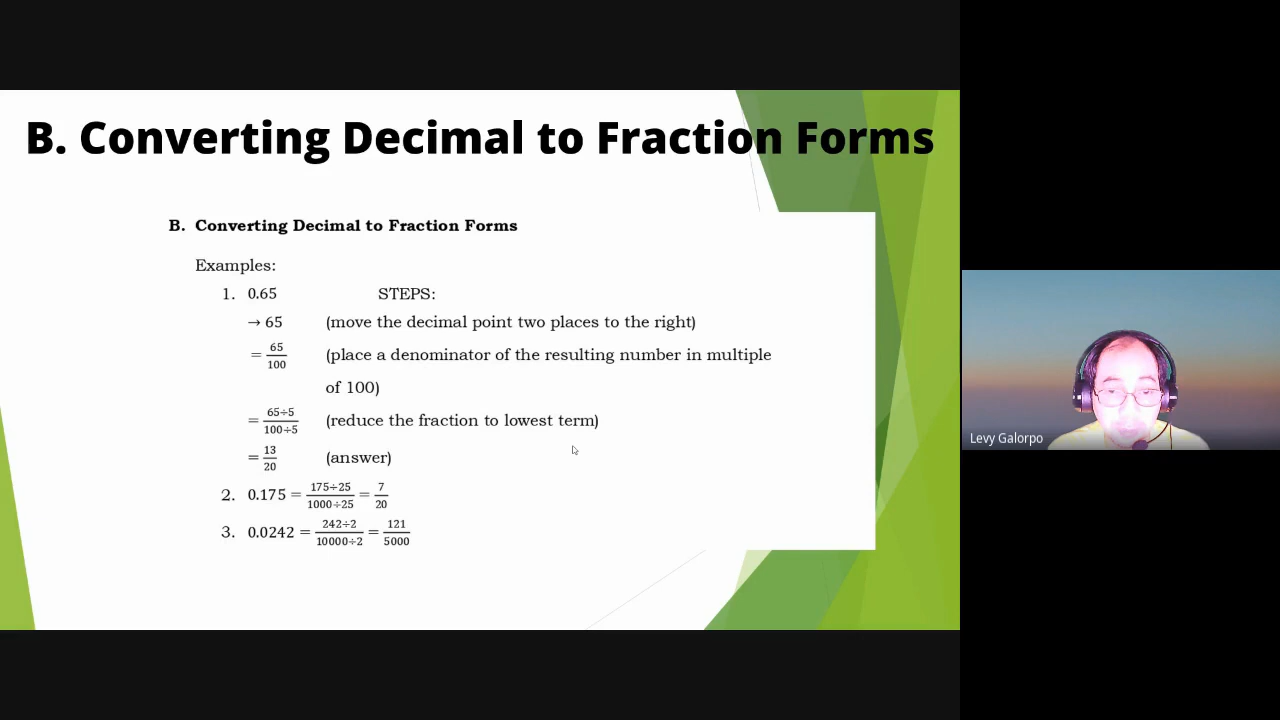 B. Converting Decimal to Fraction Forms
B. Converting Decimal to Fraction Forms
Examples:
1. 0.65 STEPS:
→ 65 (move the decimal point two places to the right)
= 65/100 (place a denominator of the resulting number in multiple
of 100)
= 65÷5/100÷5 (reduce the fraction to lowest term)
= 13/20 (answer)
2. 0.175 = 175÷25/1000÷25 = 7/20
3. 0.0242 = 242÷2/10000÷2 = 121/5000
Levy Galorpo